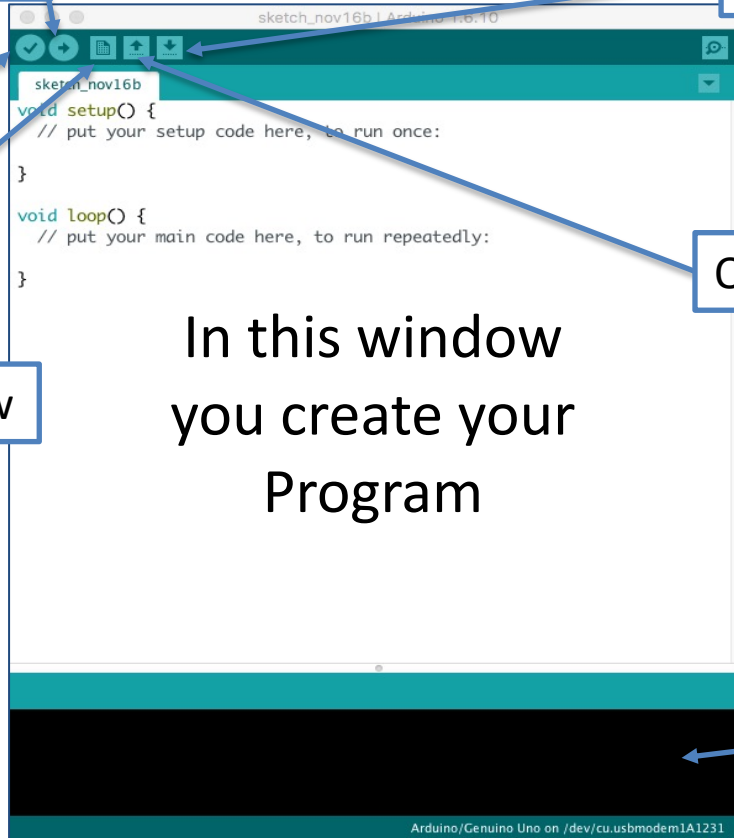 sketch_nov16b | Arduino 1.6.10
sketch_nov16b
void setup() {
// put your setup code here, to run once:
}
void loop() {
// put your main code here, to run repeatedly:
}
In this window
you create your
Program
Arduino/Genuino Uno on /dev/cu.usbmodem1A1231